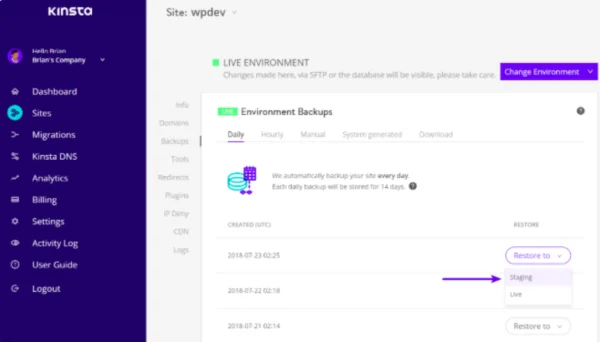 KINSTA
Hello Brian
Brian's Company
Dashboard
Sites
Migrations
Kinsta DNS
Analytics
Billing
Settings
Activity Log
User Guide
Logout
Site: wpdev
LIVE ENVIRONMENT
Changes made here, via SFTP or the database will be visible, please take care.
Change Environment
Info
Domains
Backups
Tools
Redirects
Plugins
IP Deny
CDN
Logs
LIVE Environment Backups
Daily Hourly Manual System generated Download
We automatically backup your site every day.
Each daily backup will be stored for 14 days.
CREATED (UTC) RESTORE
2018-07-23 02:25 Restore to
Staging
Live
2018-07-22 02:18
2018-07-21 02:14 Restore to